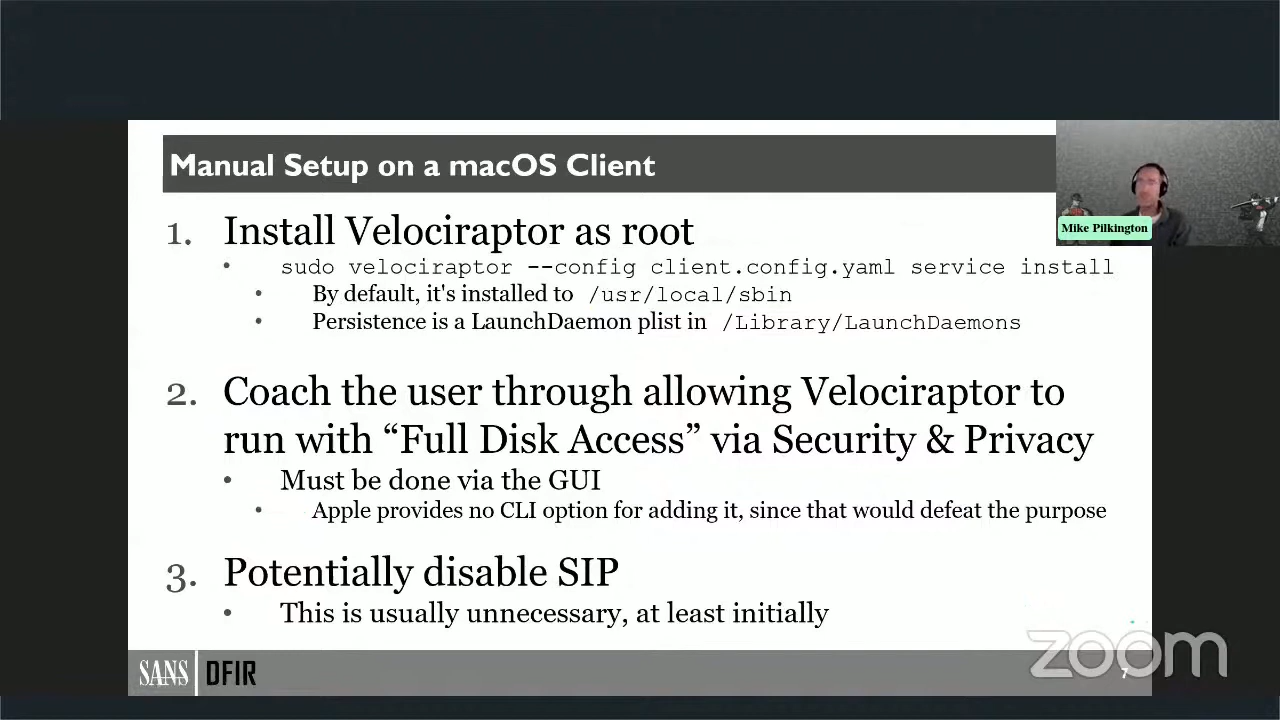 Manual Setup on a macOS Client
Mike Pilkington
1. Install Velociraptor as root
• sudo velociraptor --config client.config.yaml service install
• By default, it's installed to /usr/local/sbin
• Persistence is a LaunchDaemon plist in /Library/LaunchDaemons
2. Coach the user through allowing Velociraptor to
run with “Full Disk Access” via Security & Privacy
• Must be done via the GUI
• Apple provides no CLI option for adding it, since that would defeat the purpose
3. Potentially disable SIP
• This is usually unnecessary, at least initially
SANS DFIR
7
zoom